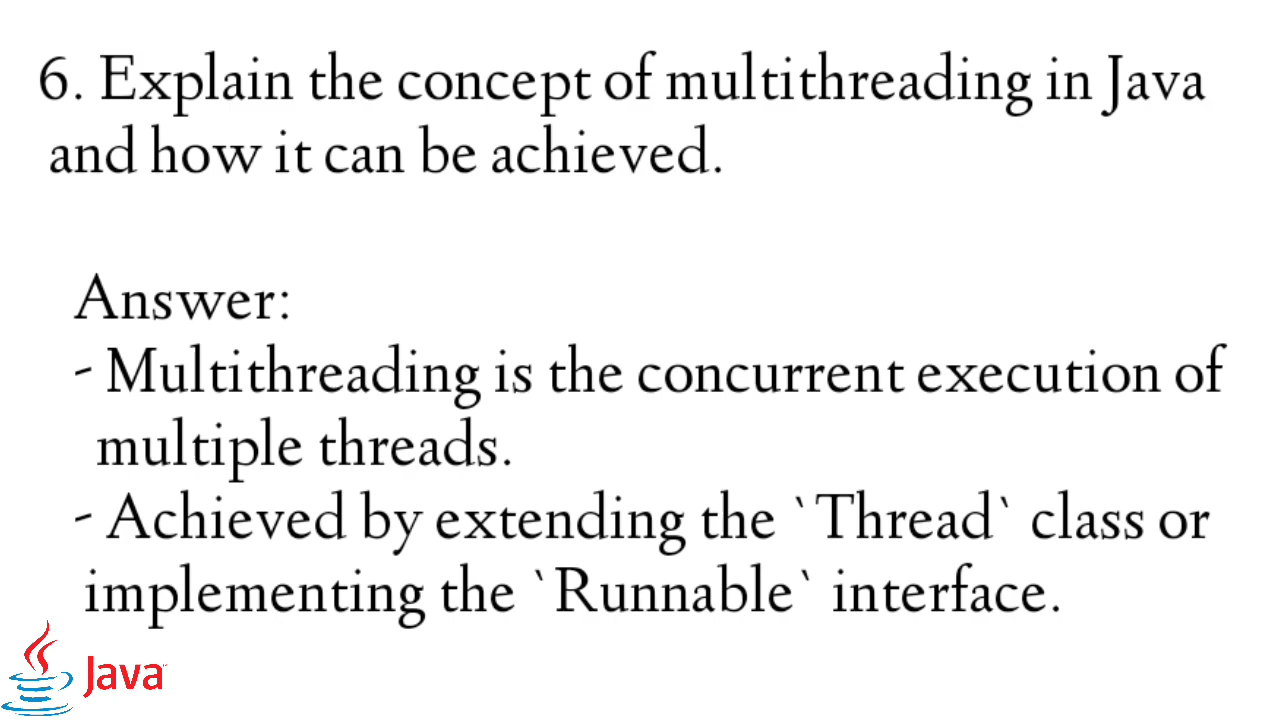 6. Explain the concept of multithreading in Java
and how it can be achieved.
Answer:
- Multithreading is the concurrent execution of
multiple threads.
- Achieved by extending the `Thread` class or
implementing the `Runnable` interface.
Java